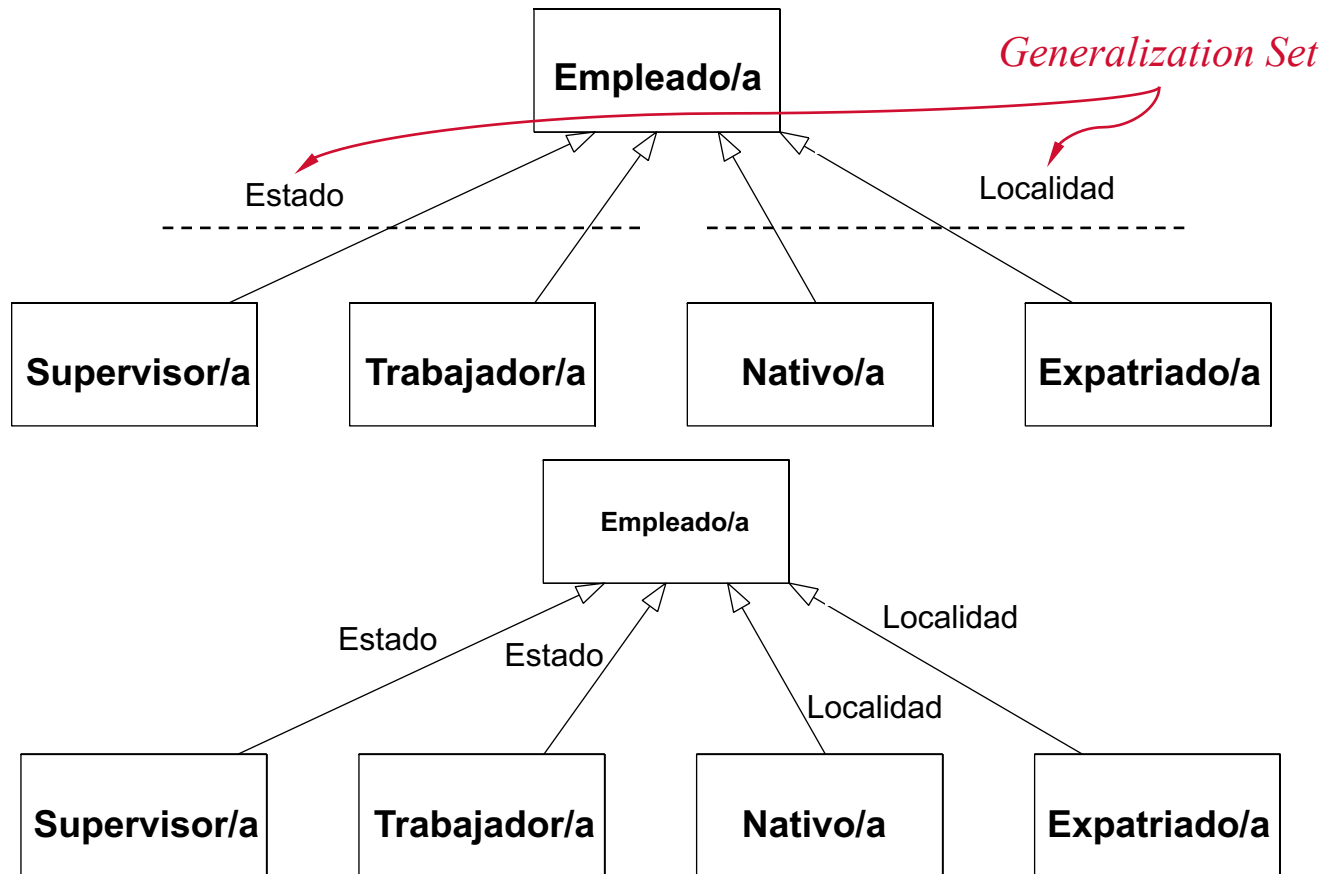 Generalization Set
Empleado/a
Estado
Localidad
Supervisor/a
Trabajador/a
Nativo/a
Expatriado/a
Empleado/a
Localidad
Estado
Estado
Localidad
Supervisor/a
Trabajador/a
Nativo/a
Expatriado/a